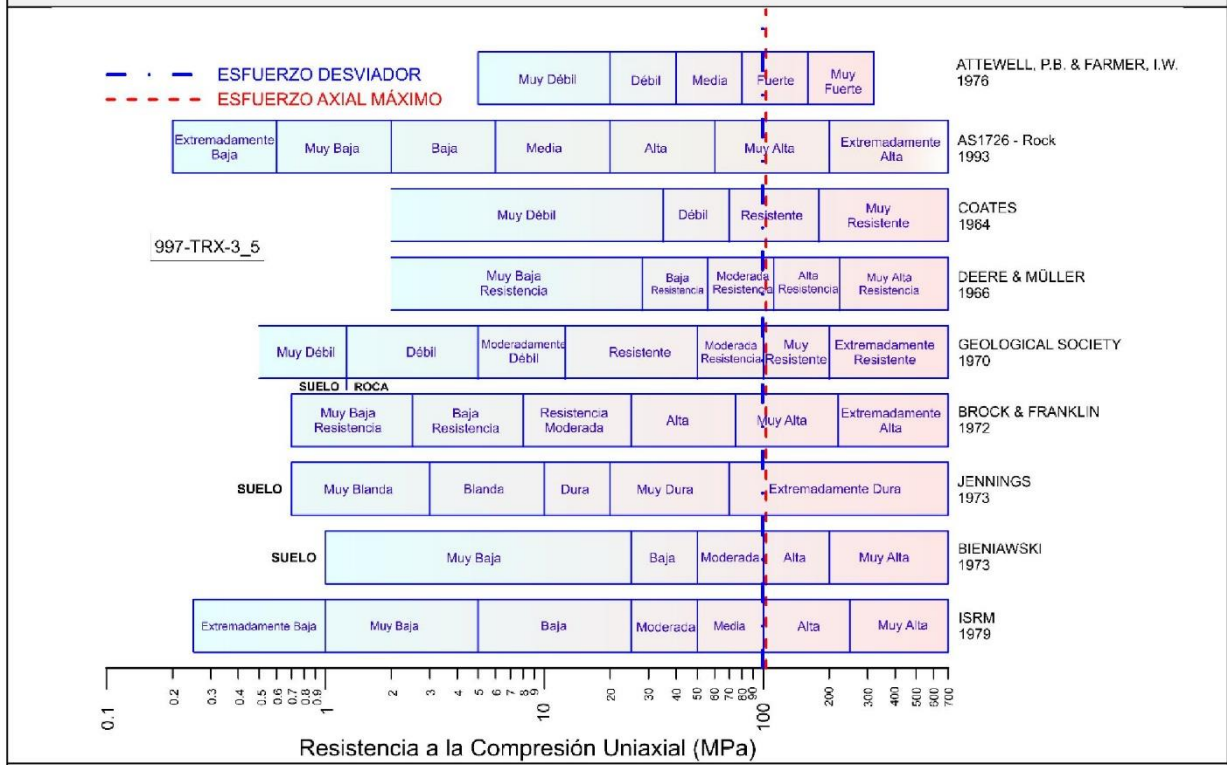 ESFUERZO DESVIADOR
ESFUERZO AXIAL MÁXIMO
Muy Débil
Débil
Media
Fuerte
Muy
Fuerte
ATTEWELL, P.B. & FARMER, I.W.
1976
Extremadamente
Baja
Muy Baja
Baja
Media
Alta
Muy Alta
Extremadamente
Alta
AS1726 - Rock
1993
Muy Débil
Débil
Resistente
Muy
Resistente
COATES
1964
997-TRX-3_5
Muy Baja
Resistencia
Baja
Resistencia
Moderada
Resistencia
Alta
Resistencia
Muy Alta
Resistencia
DEERE & MÜLLER
1966
Muy Débil
Débil
Moderadamente
Débil
Resistente
Moderada
Resistencia
Muy
Resistente
Extremadamente
Resistente
GEOLOGICAL SOCIETY
1970
SUELO ROCA
Muy Baja
Resistencia
Baja
Resistencia
Resistencia
Moderada
Alta
Muy Alta
Extremadamente
Alta
BROCK & FRANKLIN
1972
SUELO
Muy Blanda
Blanda
Dura
Muy Dura
Extremadamente Dura
JENNINGS
1973
SUELO
Muy Baja
Baja
Moderada
Alta
Muy Alta
BIENIAWSKI
1973
Extremadamente Baja
Muy Baja
Baja
Moderada
Media
Alta
Muy Alta
ISRM
1979
0.1 0.2 0.3 0.4 0.5 0.6 0.7 0.8 0.9 1 2 3 4 5 6 7 8 9 10 20 30 40 50 60 70 80 90 100 200 300 400 500 600 700
Resistencia a la Compresión Uniaxial (MPa)